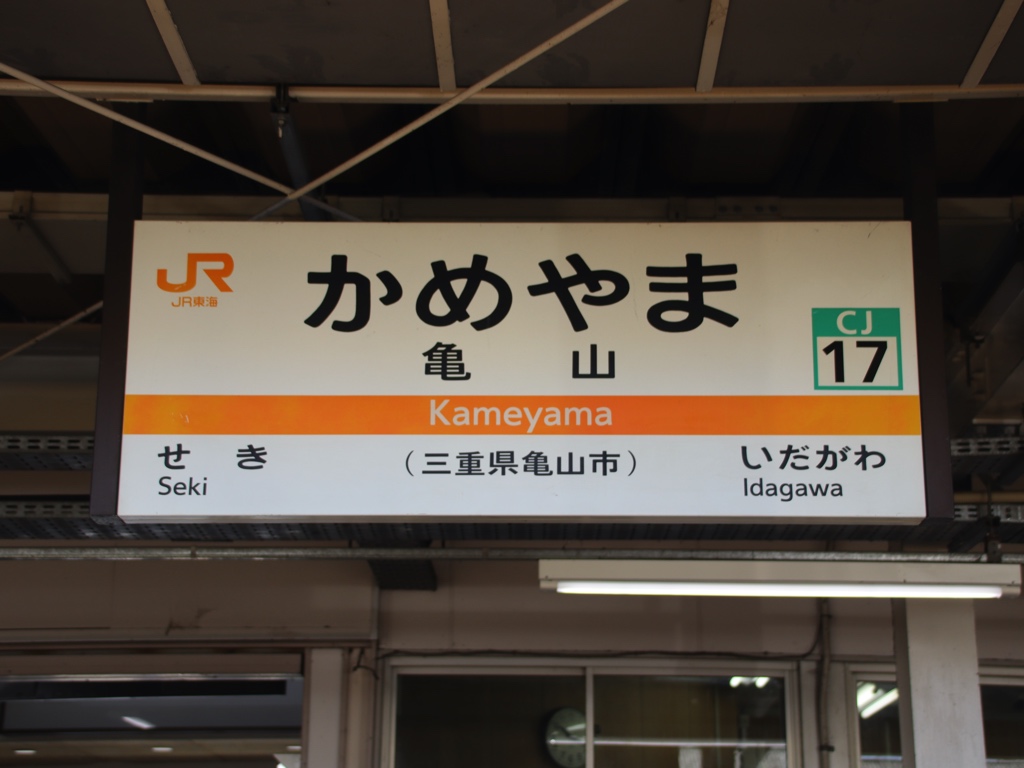 JR
JR東海
かめやま
亀山
CJ
17
Kameyama
せき
Seki
(三重県亀山市)
いだがわ
Idagawa